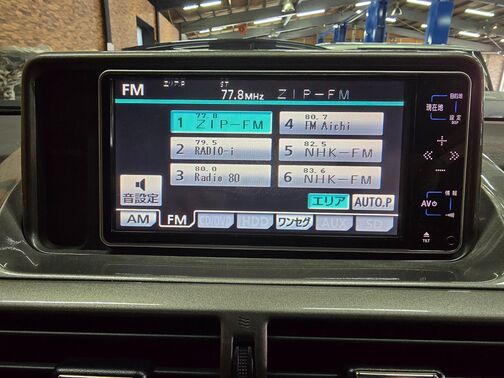 FM エリアP ST 77.8MHz ZIP-FM
1 77.8 ZIP-FM
4 80.7 FM Aichi
2 79.5 RADIO-i
5 82.5 NHK-FM
3 80.0 Radio 80
6 83.6 NHK-FM
音設定 エリア AUTO.P
AM FM CD/DVD HDD ワンセグ AUX SD
目的地
現在地
設定
DISP
情報
AV
TILT